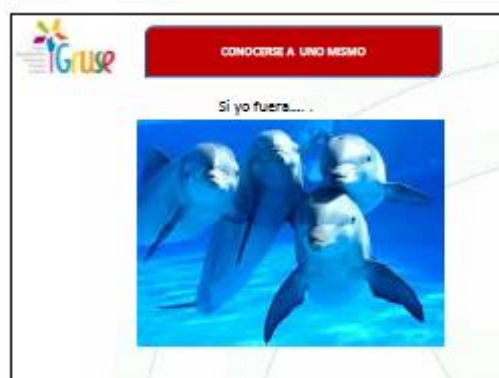 iGruse
CONOCERSE A UNO MISMO
Si yo fuera..... .